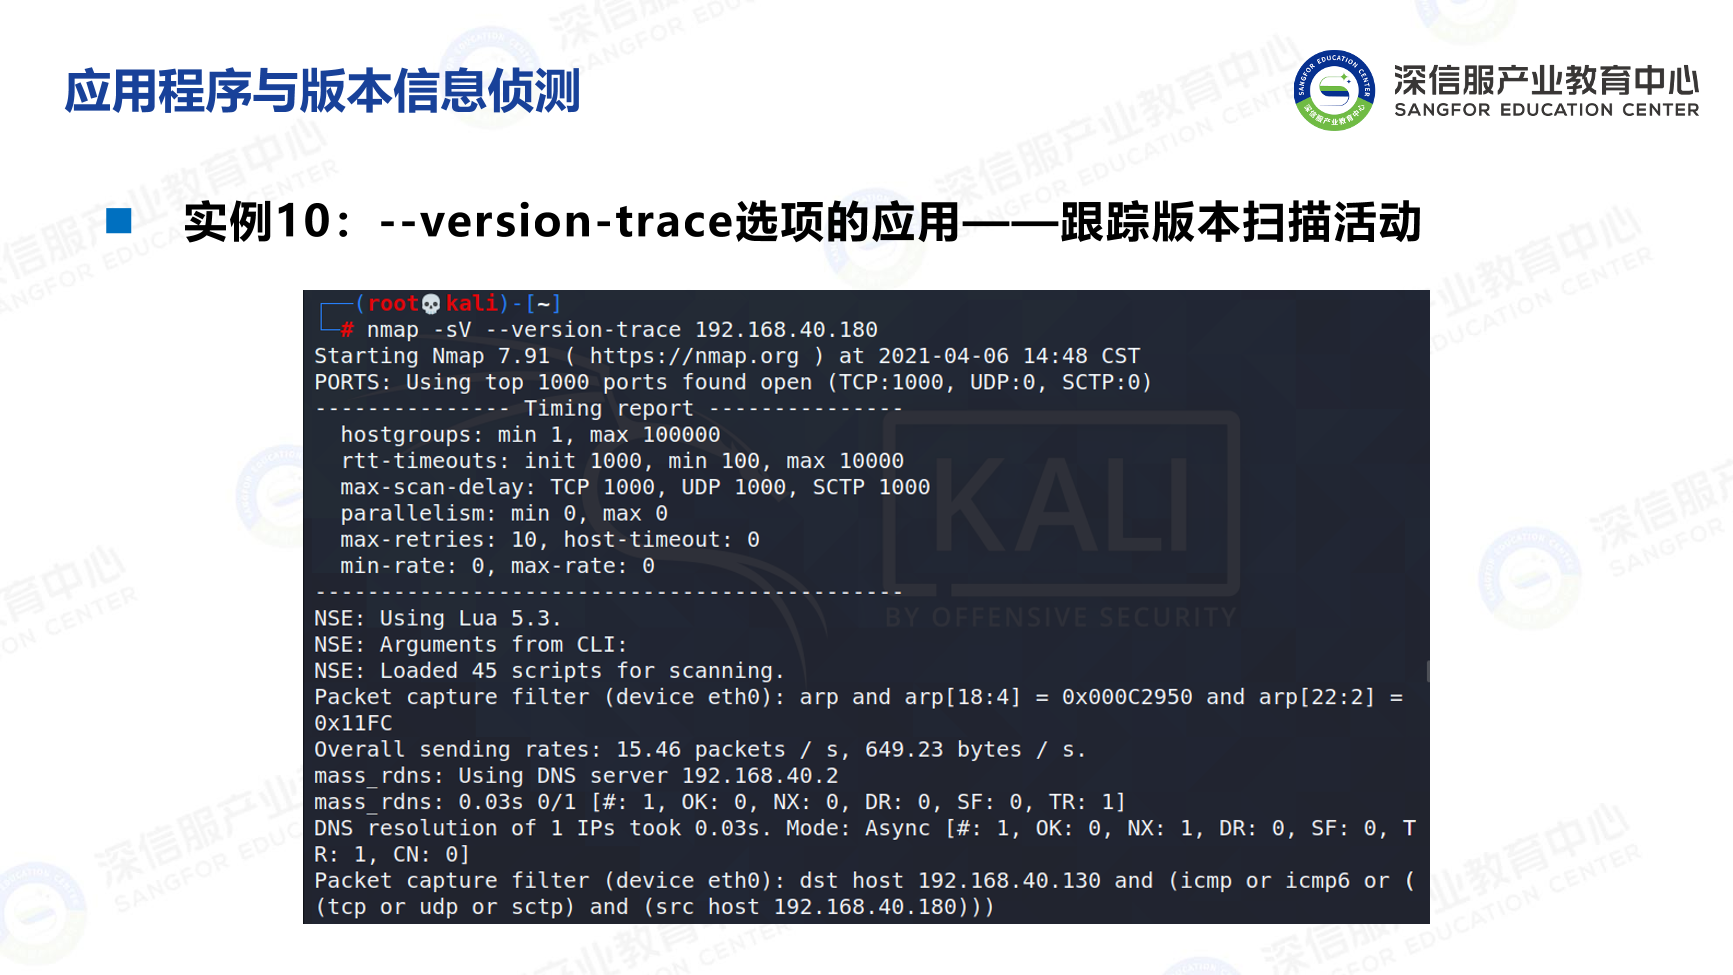 应用程序与版本信息侦测
深信服产业教育中心
SANGFOR EDUCATION CENTER
实例10：--version-trace选项的应用——跟踪版本扫描活动
(root💀kali)-[~]
# nmap -sV --version-trace 192.168.40.180
Starting Nmap 7.91 ( https://nmap.org ) at 2021-04-06 14:48 CST
PORTS: Using top 1000 ports found open (TCP:1000, UDP:0, SCTP:0)
--------------- Timing report ---------------
  hostgroups: min 1, max 100000
  rtt-timeouts: init 1000, min 100, max 10000
  max-scan-delay: TCP 1000, UDP 1000, SCTP 1000
  parallelism: min 0, max 0
  max-retries: 10, host-timeout: 0
  min-rate: 0, max-rate: 0
---------------------------------------------
NSE: Using Lua 5.3.
NSE: Arguments from CLI:
NSE: Loaded 45 scripts for scanning.
Packet capture filter (device eth0): arp and arp[18:4] = 0x000C2950 and arp[22:2] =
0x11FC
Overall sending rates: 15.46 packets / s, 649.23 bytes / s.
mass_rdns: Using DNS server 192.168.40.2
mass_rdns: 0.03s 0/1 [#: 1, OK: 0, NX: 0, DR: 0, SF: 0, TR: 1]
DNS resolution of 1 IPs took 0.03s. Mode: Async [#: 1, OK: 0, NX: 1, DR: 0, SF: 0, T
R: 1, CN: 0]
Packet capture filter (device eth0): dst host 192.168.40.130 and (icmp or icmp6 or (
(tcp or udp or sctp) and (src host 192.168.40.180)))
KALI
BY OFFENSIVE SECURITY